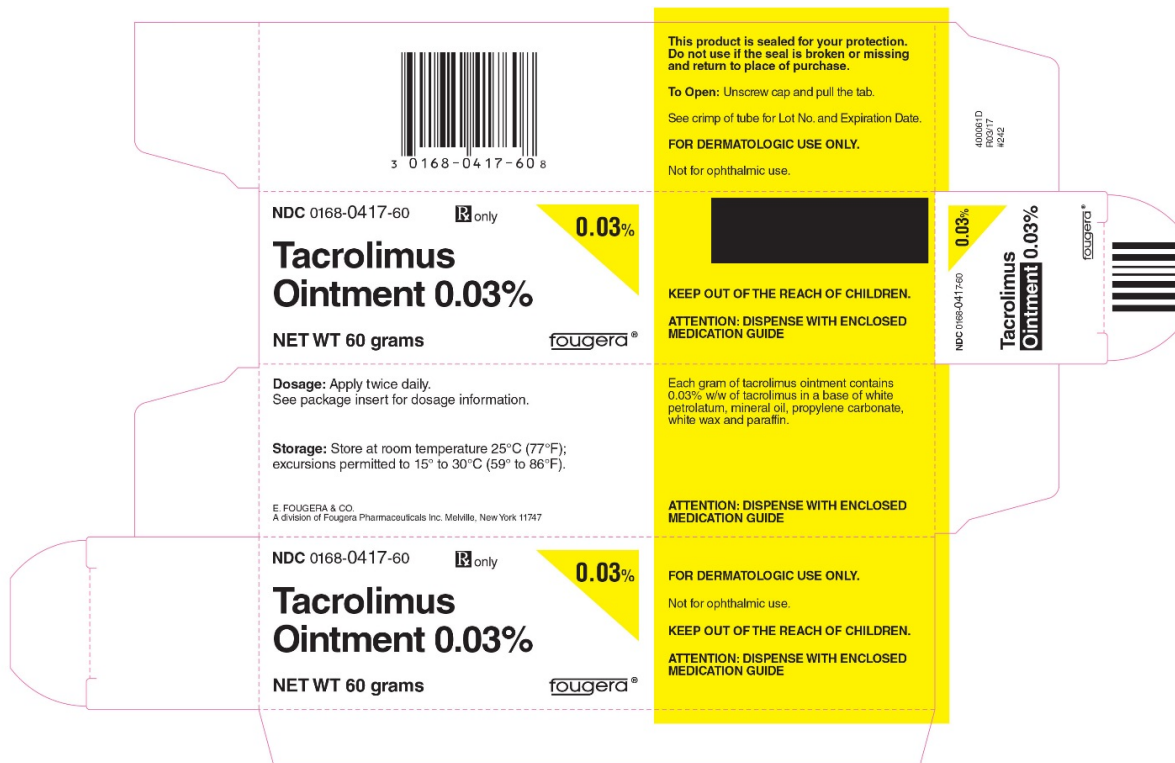 This product is sealed for your protection.
Do not use if the seal is broken or missing
and return to place of purchase.
To Open: Unscrew cap and pull the tab.
See crimp of tube for Lot No. and Expiration Date.
FOR DERMATOLOGIC USE ONLY.
Not for ophthalmic use.
3 0168-0417-60 8
400061D
R03/17
#242
NDC 0168-0417-60
Rx only
0.03%
Tacrolimus
Ointment 0.03%
NET WT 60 grams
fougera®
KEEP OUT OF THE REACH OF CHILDREN.
ATTENTION: DISPENSE WITH ENCLOSED
MEDICATION GUIDE
NDC 0168-0417-60
0.03%
Tacrolimus
Ointment 0.03%
fougera®
Dosage: Apply twice daily.
See package insert for dosage information.
Storage: Store at room temperature 25°C (77°F);
excursions permitted to 15° to 30°C (59° to 86°F).
E. FOUGERA & CO.
A division of Fougera Pharmaceuticals Inc. Melville, New York 11747
Each gram of tacrolimus ointment contains
0.03% w/w of tacrolimus in a base of white
petrolatum, mineral oil, propylene carbonate,
white wax and paraffin.
ATTENTION: DISPENSE WITH ENCLOSED
MEDICATION GUIDE
NDC 0168-0417-60
Rx only
0.03%
Tacrolimus
Ointment 0.03%
NET WT 60 grams
fougera®
FOR DERMATOLOGIC USE ONLY.
Not for ophthalmic use.
KEEP OUT OF THE REACH OF CHILDREN.
ATTENTION: DISPENSE WITH ENCLOSED
MEDICATION GUIDE